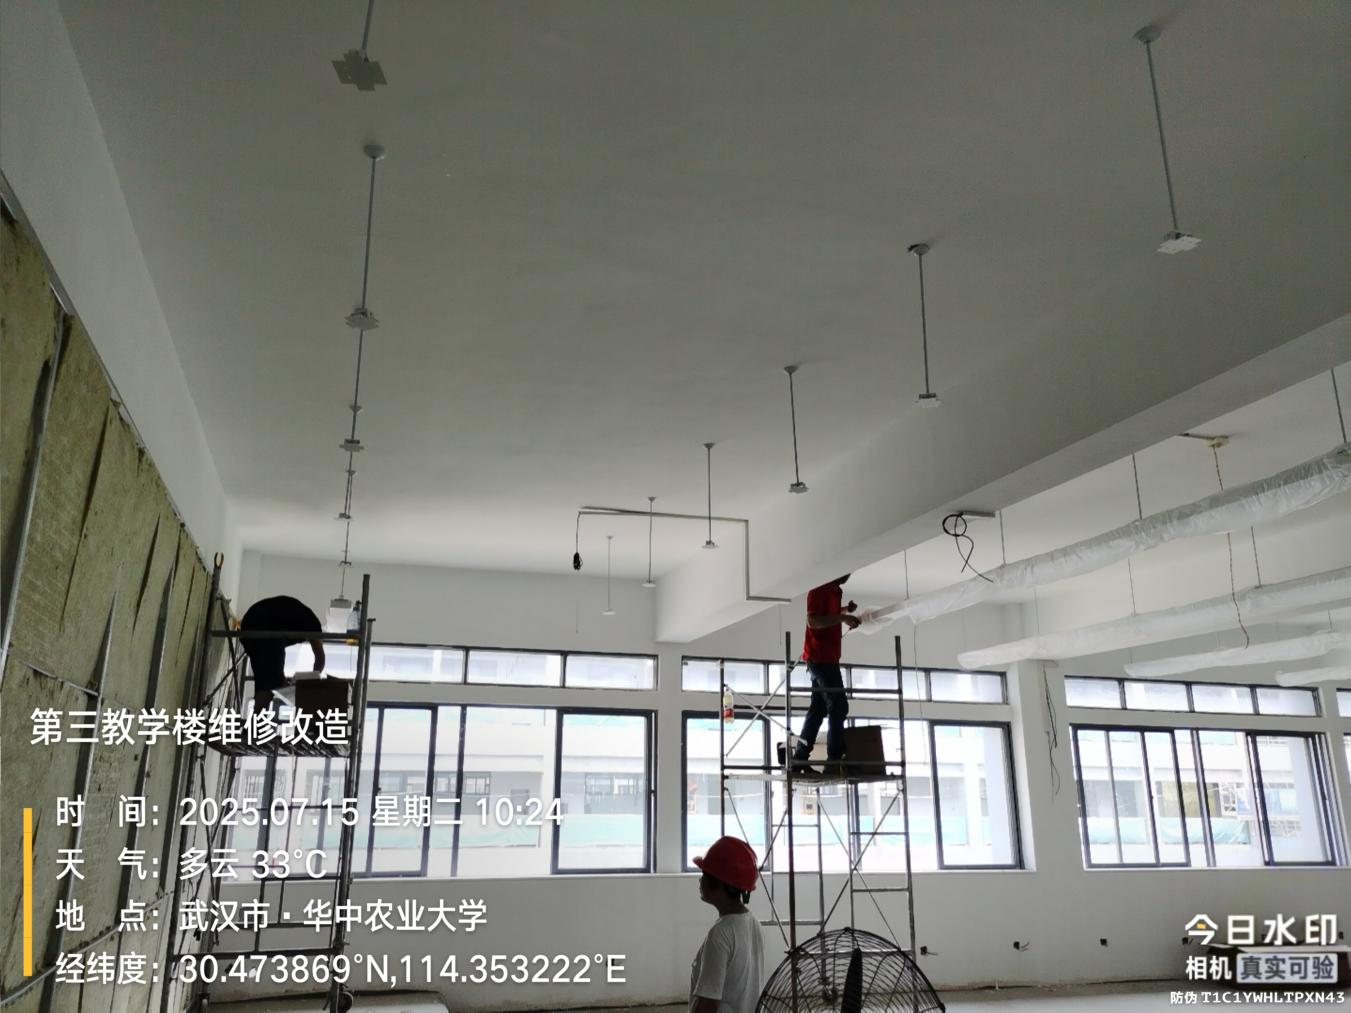 第三教学楼维修改造
时 间：2025.07.15 星期二 10:24
天 气：多云 33℃
地 点：武汉市·华中农业大学
经纬度：30.473869°N,114.353222°E
今日水印
相机 真实可验
防伪 T1C1YWHLTPXN43